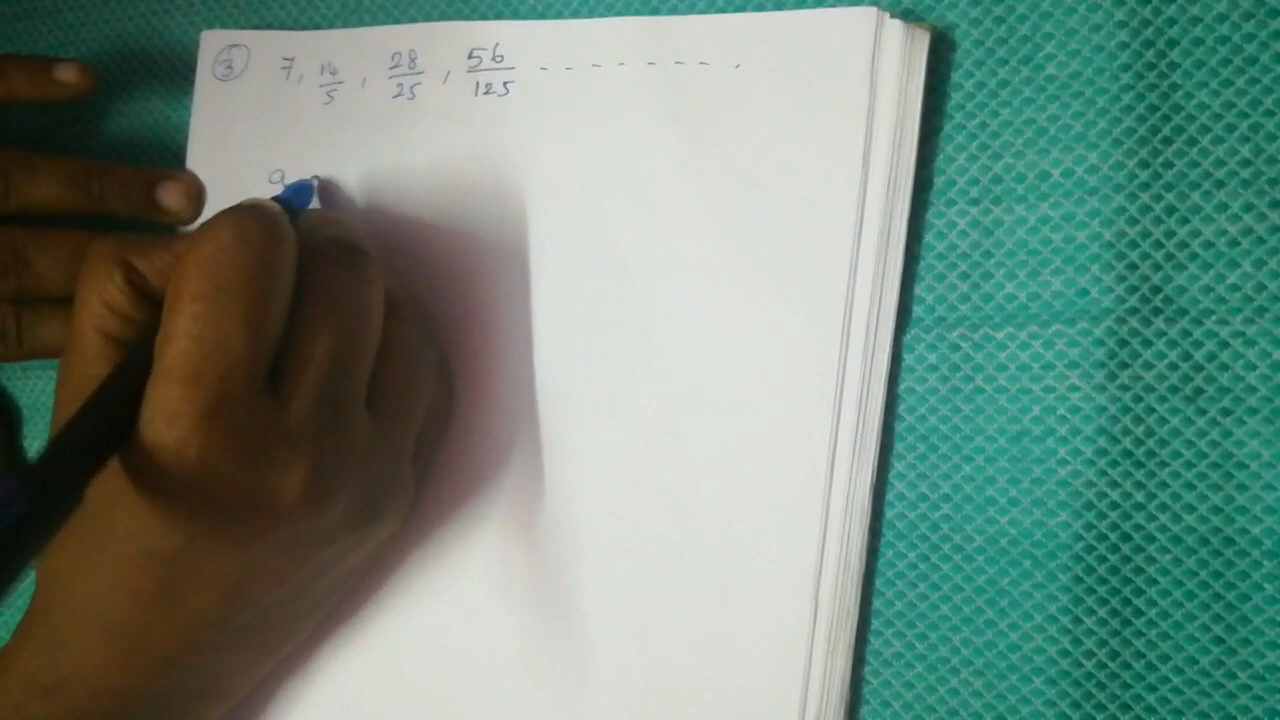 ③ 7, 14/5, 28/25, 56/125 - - - - - - - .
a